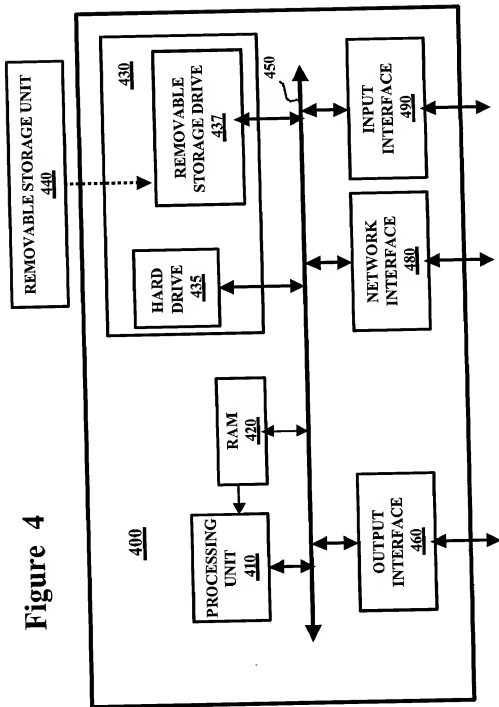 Figure 4
REMOVABLE STORAGE UNIT
440
400
430
PROCESSING
UNIT
410
RAM
420
HARD
DRIVE
435
REMOVABLE
STORAGE DRIVE
437
450
OUTPUT
INTERFACE
460
NETWORK
INTERFACE
480
INPUT
INTERFACE
490